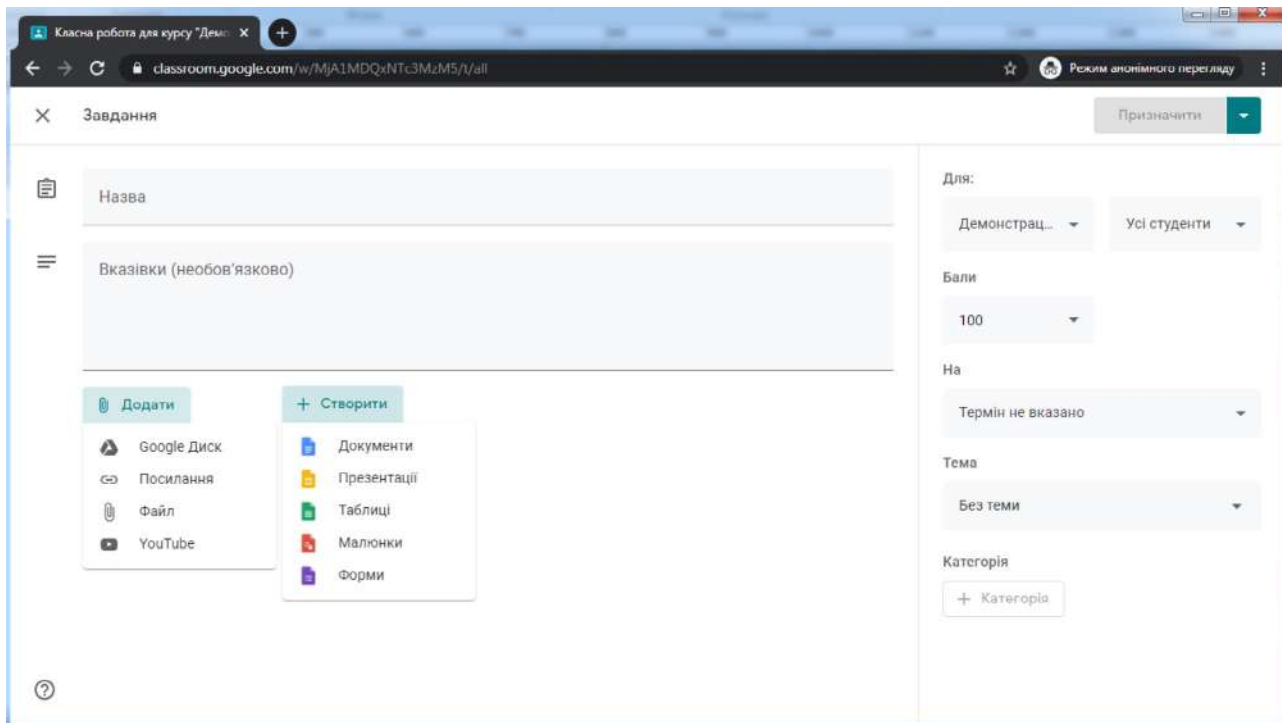 Класна робота для курсу "Демо
classroom.google.com/w/MjA1MDQxNTc3MzM5/t/all
Режим анонімного перегляду
Завдання
Призначити
Назва
Вказівки (необов'язково)
Додати
Google Диск
Посилання
Файл
YouTube
+ Створити
Документи
Презентації
Таблиці
Малюнки
Форми
Для:
Демонстрац... Усі студенти
Бали
100
На
Термін не вказано
Тема
Без теми
Категорія
+ Категорія